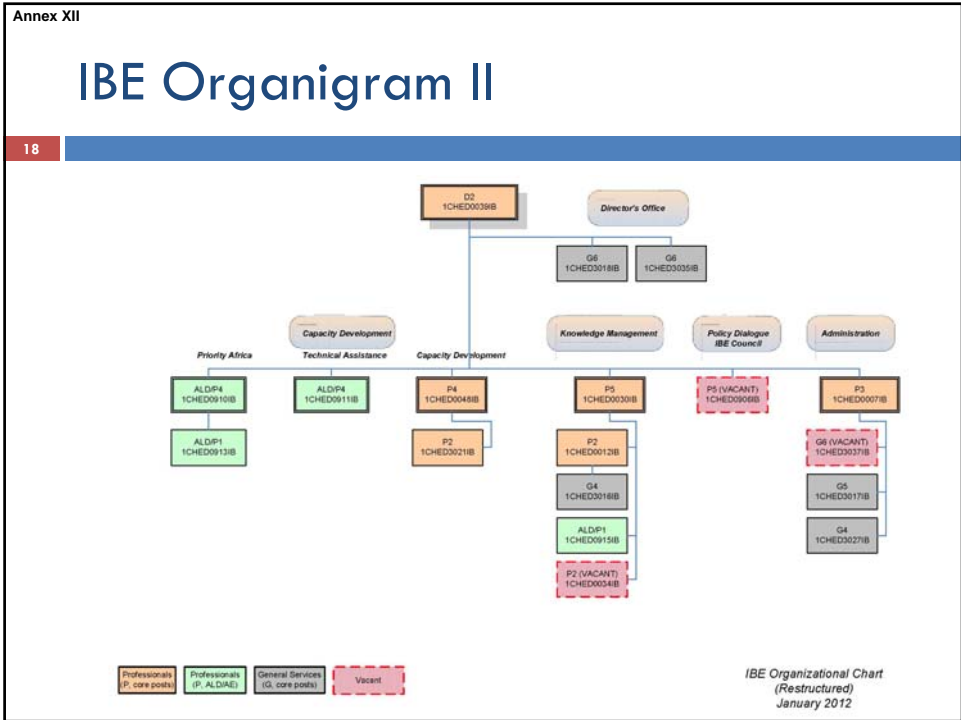 Annex XII
IBE Organigram II
18
D2
1CHED0039IB
Director's Office
G6
1CHED3018IB
G6
1CHED3035IB
Capacity Development
Knowledge Management
Policy Dialogue
IBE Council
Administration
Priority Africa
Technical Assistance
Capacity Development
ALD/P4
1CHED0910IB
ALD/P4
1CHED0911IB
P4
1CHED0048IB
P5
1CHED0030IB
P5 (VACANT)
1CHED0906IB
P3
1CHED0007IB
ALD/P1
1CHED0913IB
P2
1CHED3021IB
P2
1CHED0012IB
G6 (VACANT)
1CHED3037IB
G4
1CHED3016IB
G5
1CHED3017IB
ALD/P1
1CHED0915IB
G4
1CHED3027IB
P2 (VACANT)
1CHED0034IB
Professionals
(P, core posts)
Professionals
(P, ALD/AE)
General Services
(G, core posts)
Vacant
IBE Organizational Chart
(Restructured)
January 2012